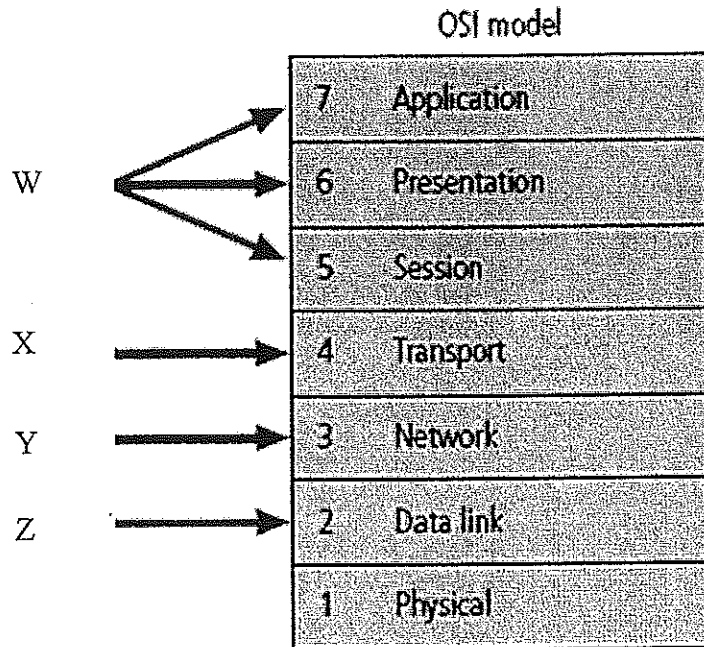 OSI model
7 Application
W
6 Presentation
5 Session
X
4 Transport
Y
3 Network
Z
2 Data link
1 Physical